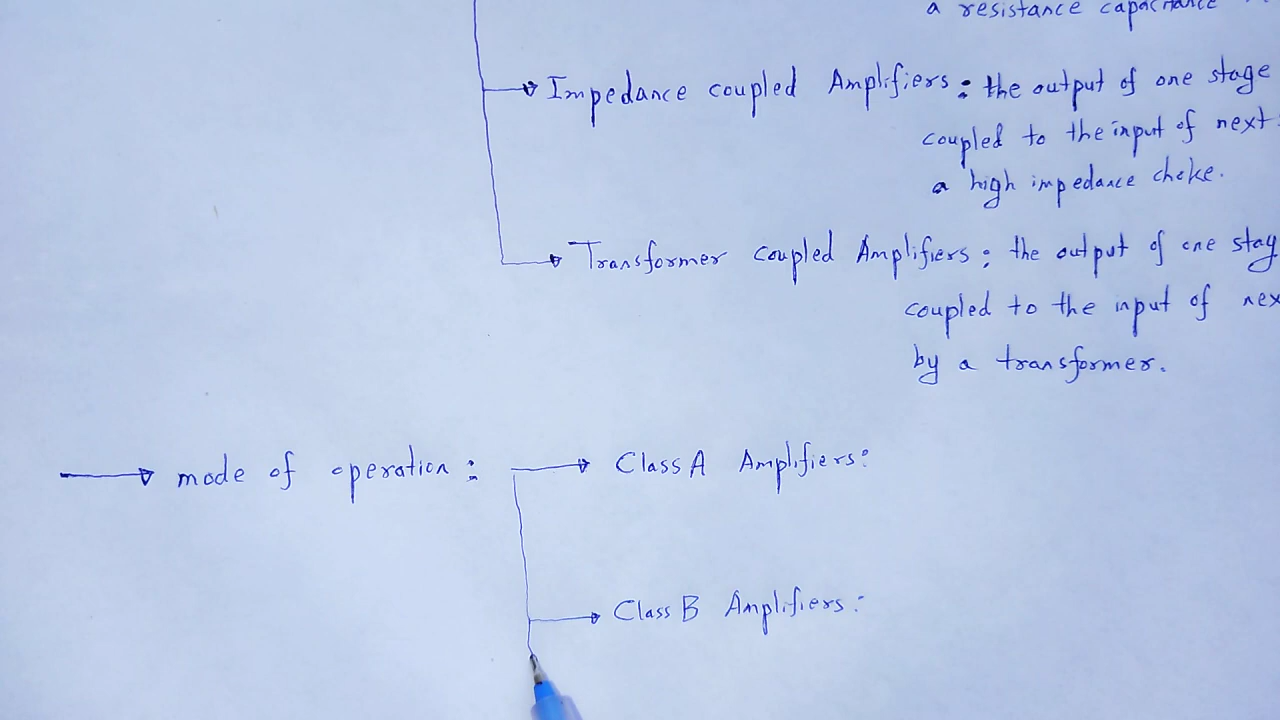 a resistance capacitance
Impedance coupled Amplifiers: the output of one stage
coupled to the input of next
a high impedance choke.
Transformer coupled Amplifiers: the output of one stag
coupled to the input of nex
by a transformer.
mode of operation: Class A Amplifiers:
Class B Amplifiers: